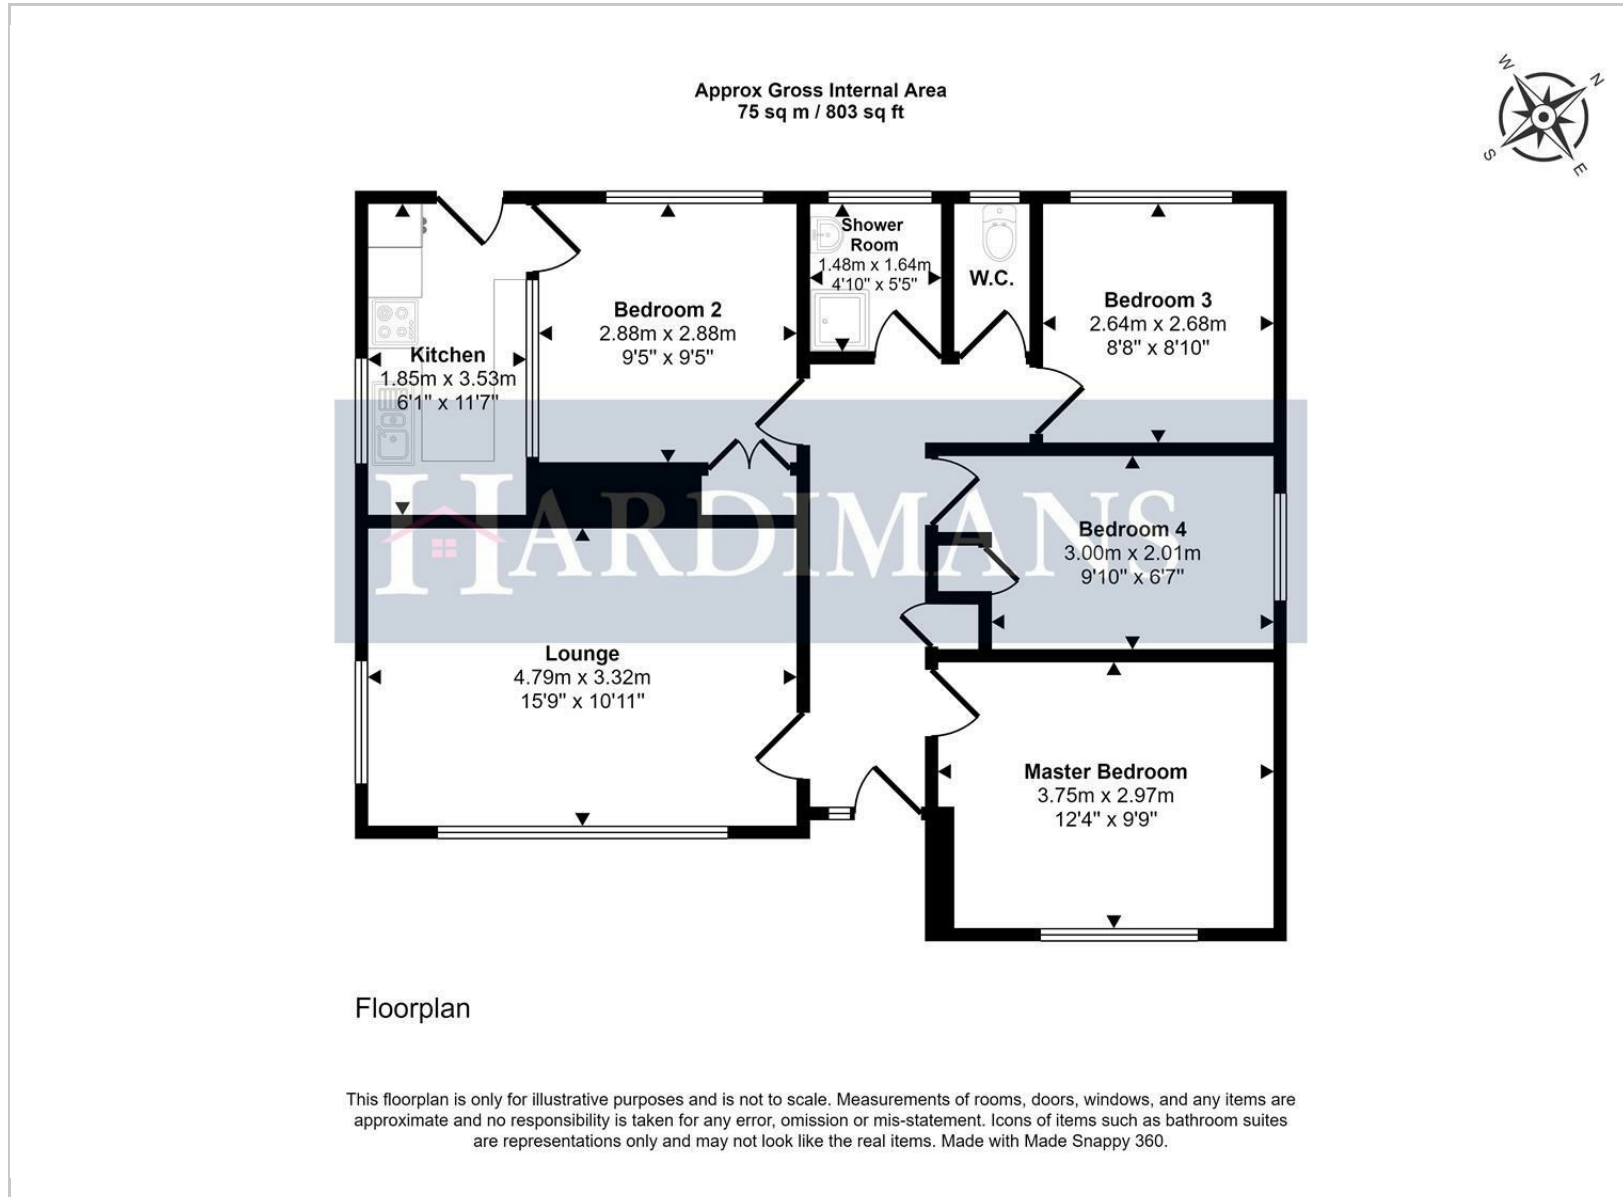 Approx Gross Internal Area
75 sq m / 803 sq ft
W
N
S
E
Shower
Room
1.48m x 1.64m
4'10" x 5'5"
W.C.
Bedroom 2
2.88m x 2.88m
9'5" x 9'5"
Bedroom 3
2.64m x 2.68m
8'8" x 8'10"
Kitchen
1.85m x 3.53m
6'1" x 11'7"
HARDIMANS
Bedroom 4
3.00m x 2.01m
9'10" x 6'7"
Lounge
4.79m x 3.32m
15'9" x 10'11"
Master Bedroom
3.75m x 2.97m
12'4" x 9'9"
Floorplan
This floorplan is only for illustrative purposes and is not to scale. Measurements of rooms, doors, windows, and any items are
approximate and no responsibility is taken for any error, omission or mis-statement. Icons of items such as bathroom suites
are representations only and may not look like the real items. Made with Made Snappy 360.